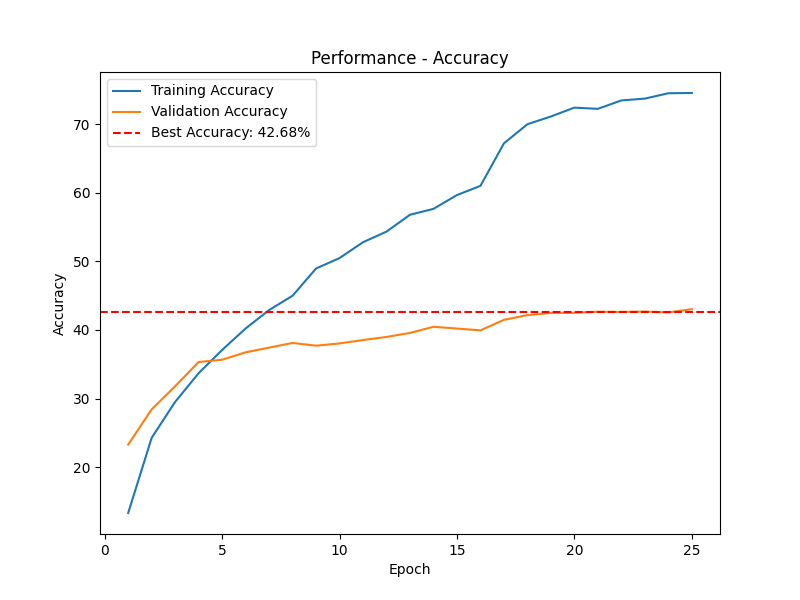 Performance - Accuracy
Training Accuracy
Validation Accuracy
Best Accuracy: 42.68%
70
60
50
40
30
20
Accuracy
0 5 10 15 20 25
Epoch